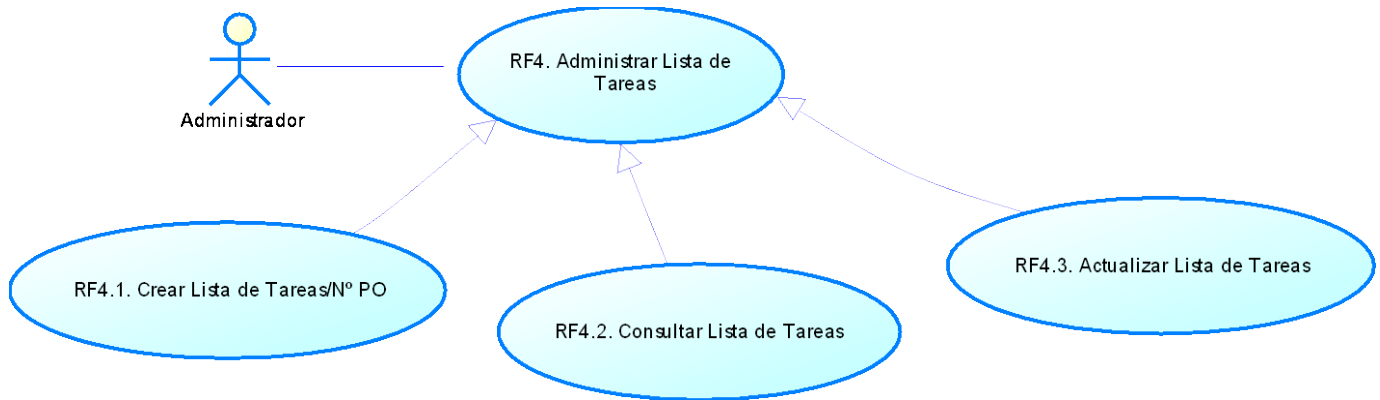 RF4. Administrar Lista de
Tareas
Administrador
RF4.1. Crear Lista de Tareas/Nº PO
RF4.2. Consultar Lista de Tareas
RF4.3. Actualizar Lista de Tareas